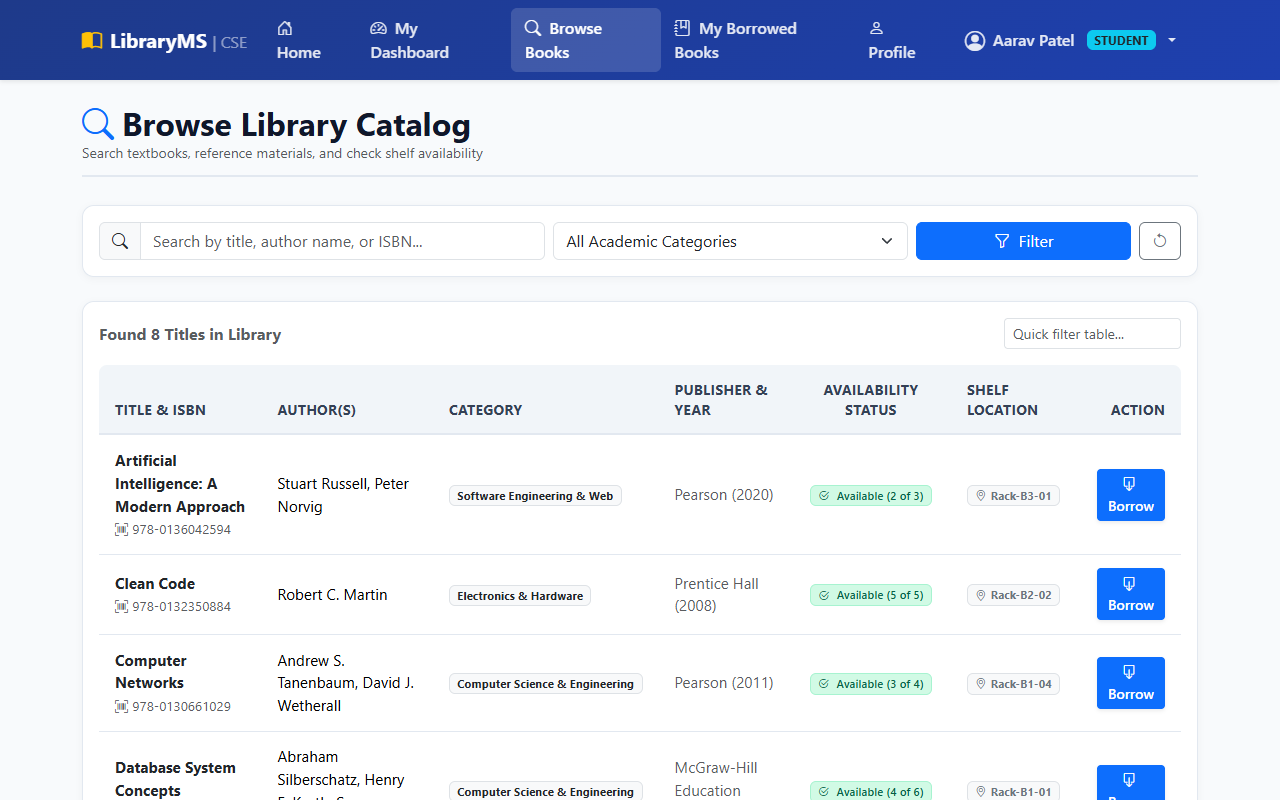 LibraryMS | CSE
Home
My Dashboard
Browse Books
My Borrowed Books
Profile
Aarav Patel STUDENT
Browse Library Catalog
Search textbooks, reference materials, and check shelf availability
Search by title, author name, or ISBN...
All Academic Categories
Filter
Found 8 Titles in Library
Quick filter table...
TITLE & ISBN
AUTHOR(S)
CATEGORY
PUBLISHER & YEAR
AVAILABILITY STATUS
SHELF LOCATION
ACTION
Artificial Intelligence: A Modern Approach
978-0136042594
Stuart Russell, Peter Norvig
Software Engineering & Web
Pearson (2020)
Available (2 of 3)
Rack-B3-01
Borrow
Clean Code
978-0132350884
Robert C. Martin
Electronics & Hardware
Prentice Hall (2008)
Available (5 of 5)
Rack-B2-02
Borrow
Computer Networks
978-0130661029
Andrew S. Tanenbaum, David J. Wetherall
Computer Science & Engineering
Pearson (2011)
Available (3 of 4)
Rack-B1-04
Borrow
Database System Concepts
Abraham Silberschatz, Henry
Computer Science & Engineering
McGraw-Hill Education
Available (4 of 6)
Rack-B1-01